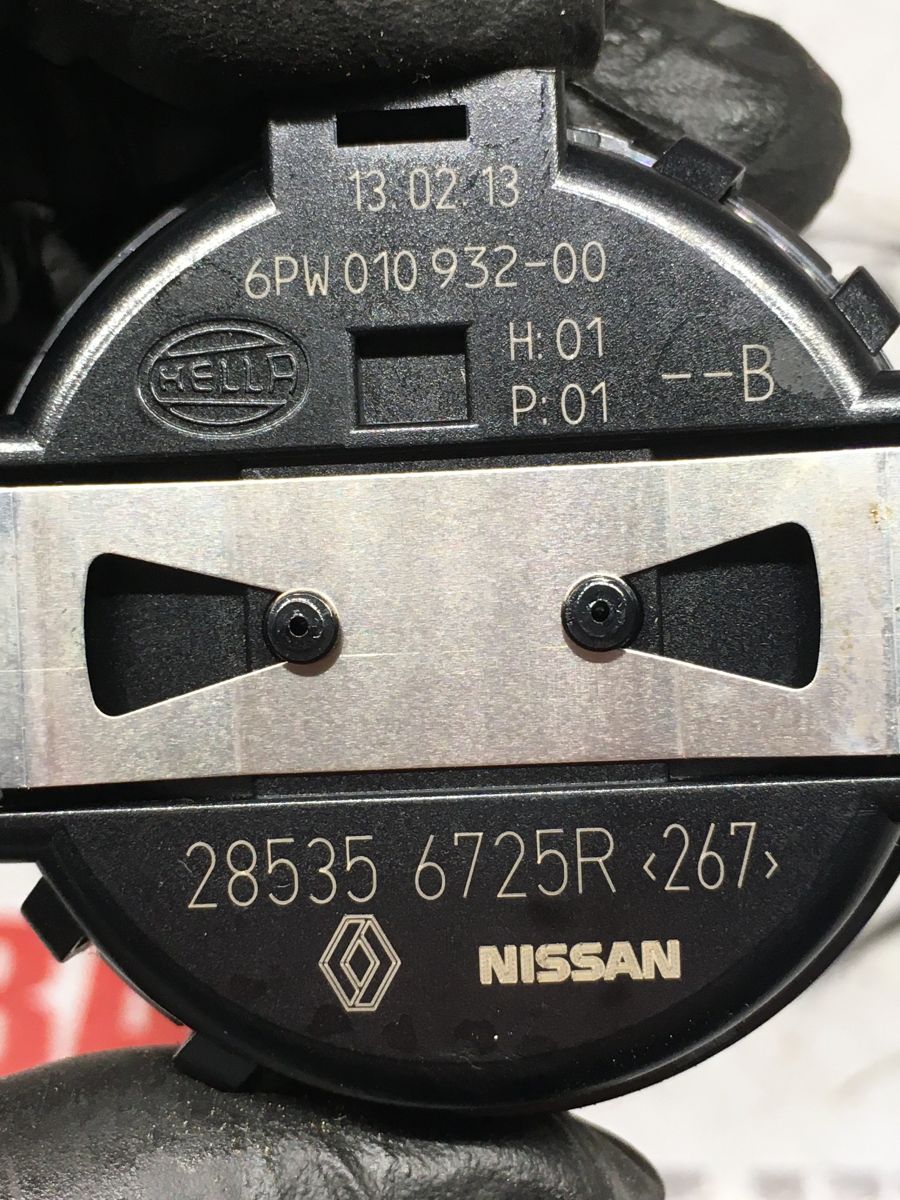 13.02.13
6PW 010 932-00
HELLA
H: 01
P: 01
--B
28535 6725R <267>
NISSAN